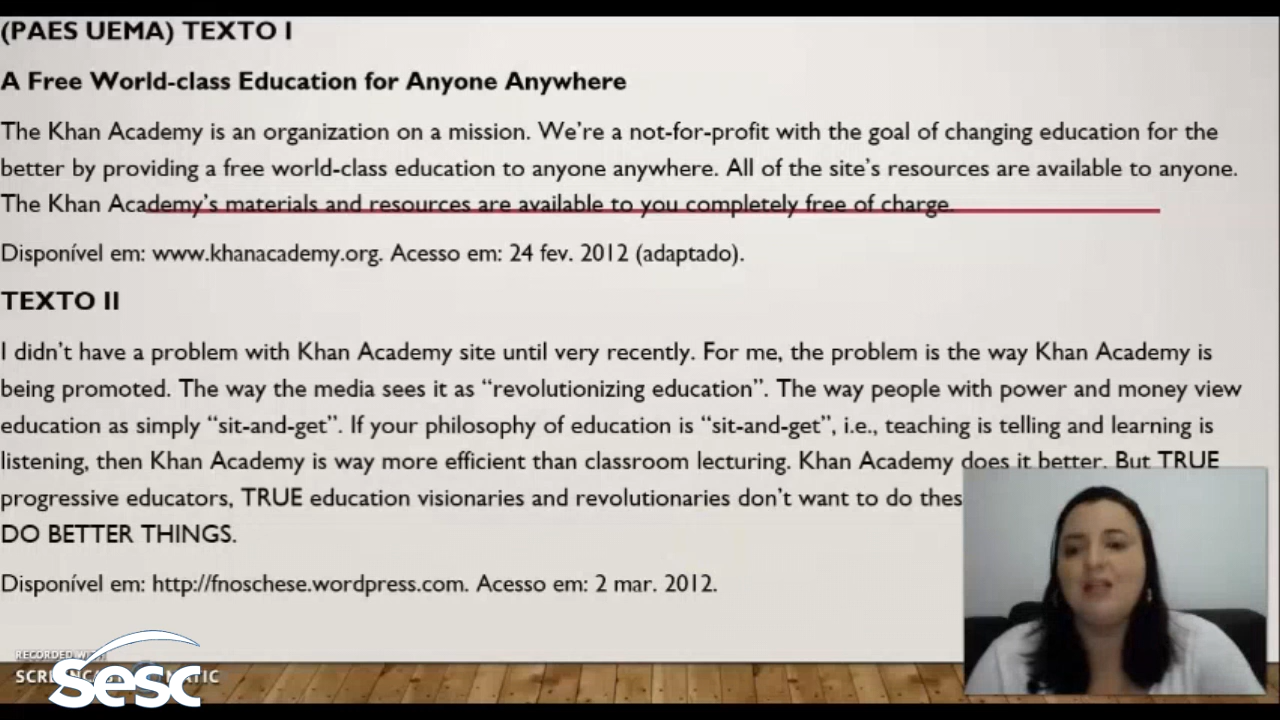 (PAES UEMA) TEXTO I
A Free World-class Education for Anyone Anywhere
The Khan Academy is an organization on a mission. We're a not-for-profit with the goal of changing education for the
better by providing a free world-class education to anyone anywhere. All of the site's resources are available to anyone.
The Khan Academy's materials and resources are available to you completely free of charge.
Disponível em: www.khanacademy.org. Acesso em: 24 fev. 2012 (adaptado).
TEXTO II
I didn't have a problem with Khan Academy site until very recently. For me, the problem is the way Khan Academy is
being promoted. The way the media sees it as "revolutionizing education". The way people with power and money view
education as simply "sit-and-get". If your philosophy of education is "sit-and-get", i.e., teaching is telling and learning is
listening, then Khan Academy is way more efficient than classroom lecturing. Khan Academy does it better. But TRUE
progressive educators, TRUE education visionaries and revolutionaries don't want to do
DO BETTER THINGS.
Disponível em: http://fnoschese.wordpress.com. Acesso em: 2 mar. 2012.
RECORDED WITH
sesc